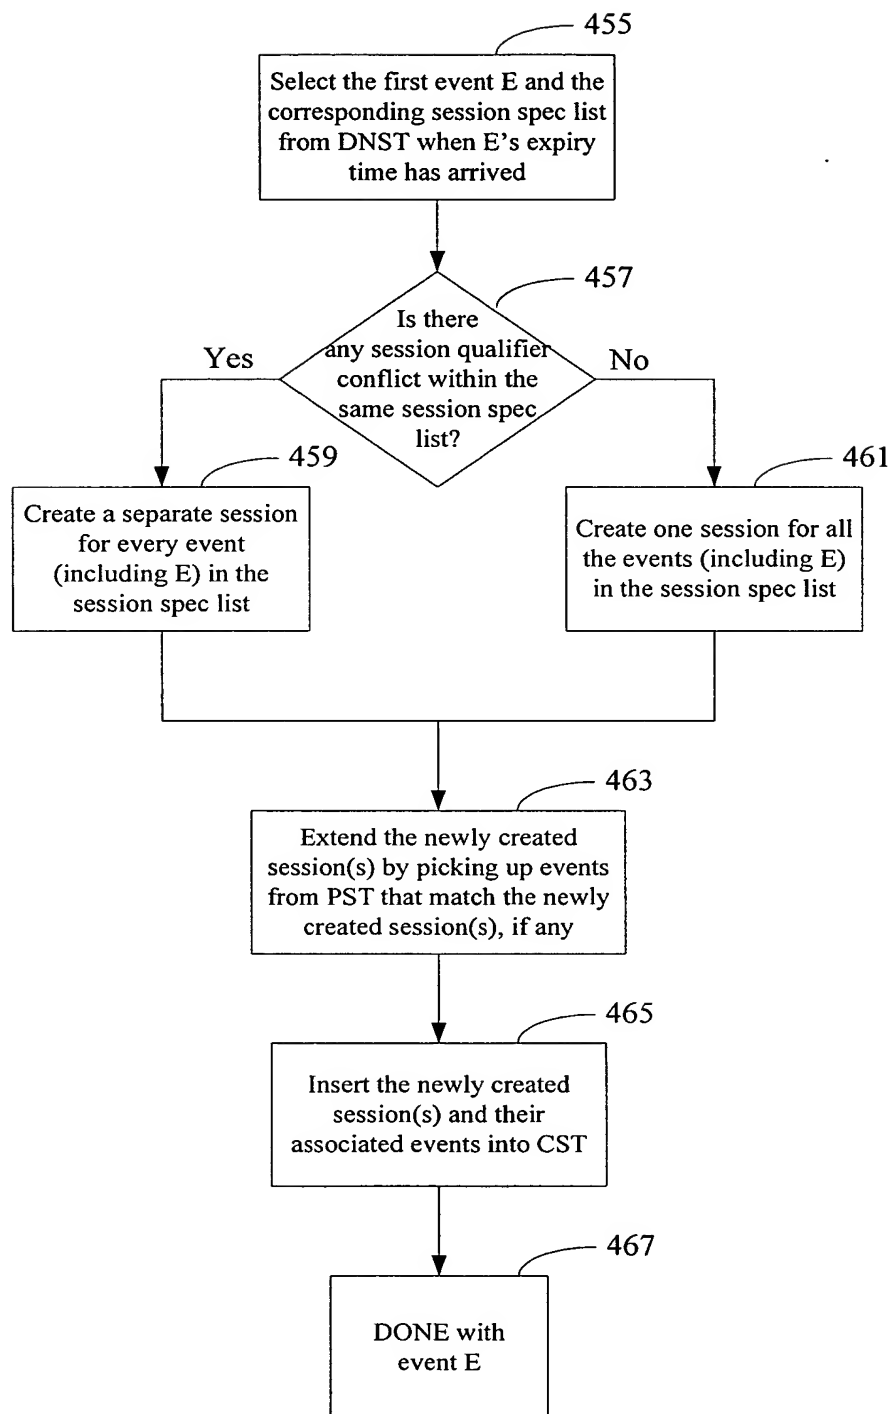 455
Select the first event E and the
corresponding session spec list
from DNST when E's expiry
time has arrived
457
Is there
any session qualifier
conflict within the
same session spec
list?
Yes
No
459
Create a separate session
for every event
(including E) in the
session spec list
461
Create one session for all
the events (including E)
in the session spec list
463
Extend the newly created
session(s) by picking up events
from PST that match the newly
created session(s), if any
465
Insert the newly created
session(s) and their
associated events into CST
467
DONE with
event E